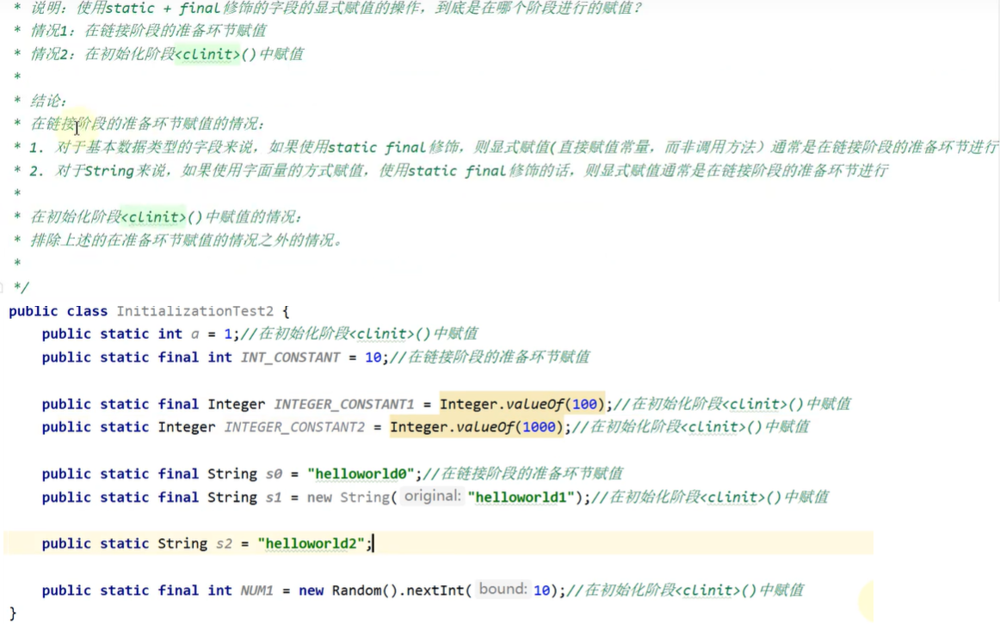 * 说明：使用static + final修饰的字段的显式赋值的操作，到底是在哪个阶段进行的赋值？
* 情况1：在链接阶段的准备环节赋值
* 情况2：在初始化阶段<clinit>()中赋值
*
* 结论：
* 在链接阶段的准备环节赋值的情况：
* 1. 对于基本数据类型的字段来说，如果使用static final修饰，则显式赋值(直接赋值常量，而非调用方法）通常是在链接阶段的准备环节进行
* 2. 对于String来说，如果使用字面量的方式赋值，使用static final修饰的话，则显式赋值通常是在链接阶段的准备环节进行
*
* 在初始化阶段<clinit>()中赋值的情况：
* 排除上述的在准备环节赋值的情况之外的情况。
*
*/
public class InitializationTest2 {
public static int a = 1;//在初始化阶段<clinit>()中赋值
public static final int INT_CONSTANT = 10;//在链接阶段的准备环节赋值
public static final Integer INTEGER_CONSTANT1 = Integer.valueOf(100);//在初始化阶段<clinit>()中赋值
public static Integer INTEGER_CONSTANT2 = Integer.valueOf(1000);//在初始化阶段<clinit>()中赋值
public static final String s0 = "helloworld0";//在链接阶段的准备环节赋值
public static final String s1 = new String( original: "helloworld1");//在初始化阶段<clinit>()中赋值
public static String s2 = "helloworld2";
public static final int NUM1 = new Random().nextInt( bound: 10);//在初始化阶段<clinit>()中赋值
}